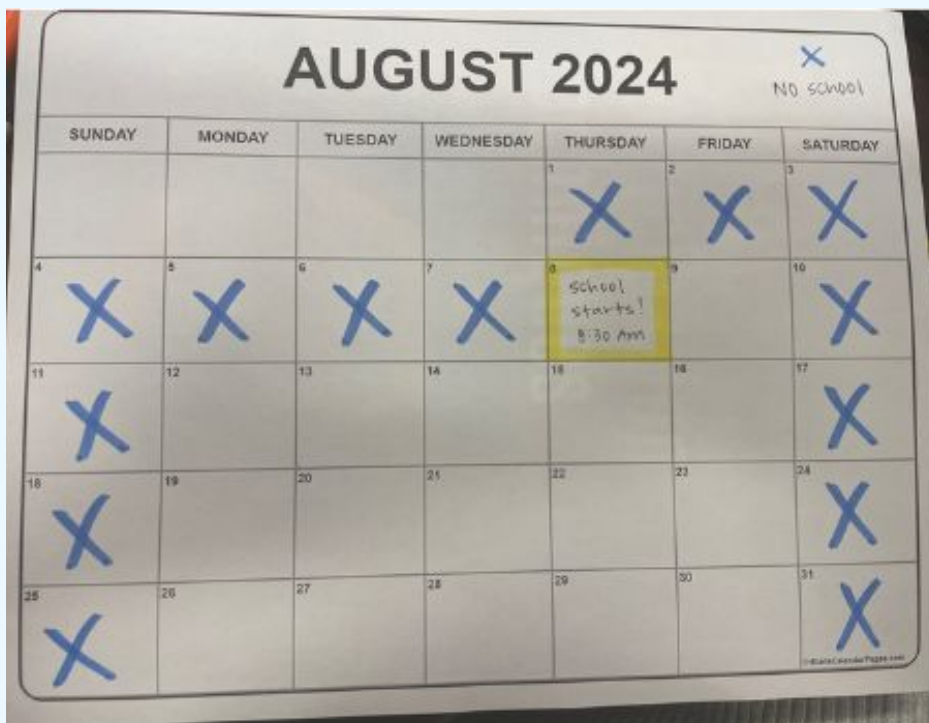 AUGUST 2024
X
NO school
SUNDAY MONDAY TUESDAY WEDNESDAY THURSDAY FRIDAY SATURDAY
1 2 3
X X X
4 5 6 7 8 9 10
X X X X school starts! 8:30 Am X
11 12 13 14 15 16 17
X X
18 19 20 21 22 23 24
X X
25 26 27 28 29 30 31
X X